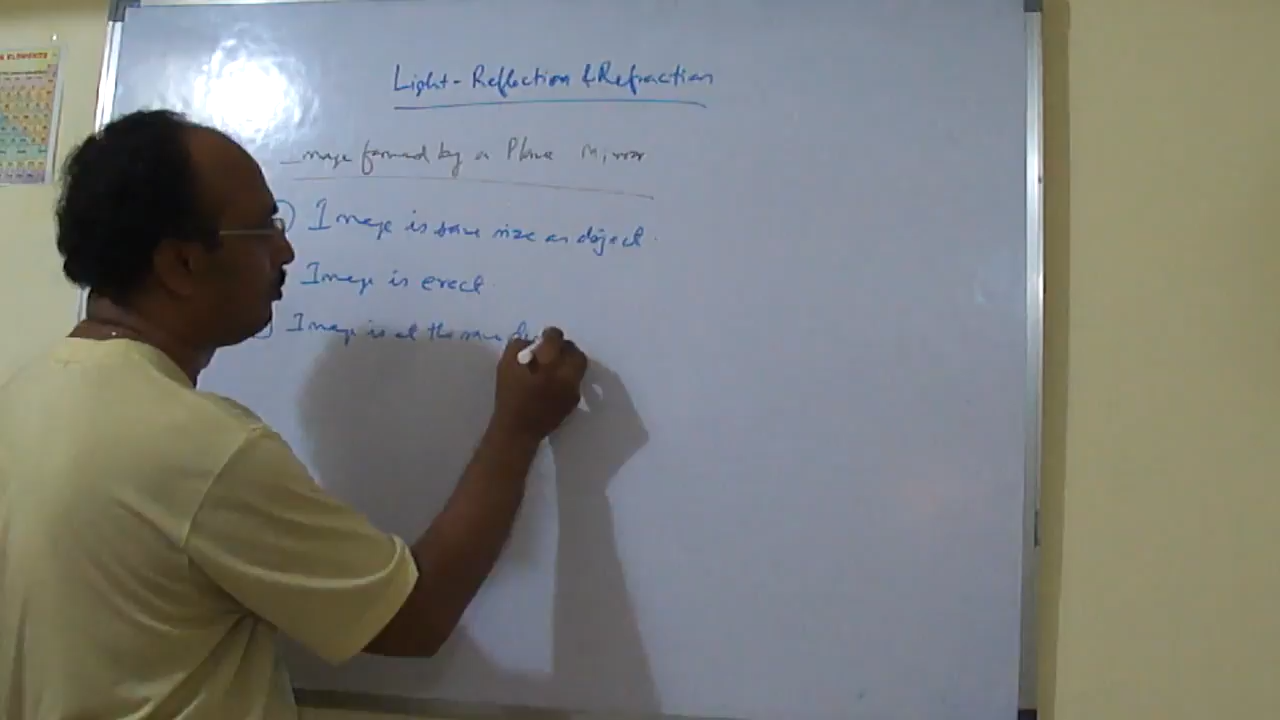 ELEMENTS
Light - Reflection & Refraction
mage formed by a Plane Mirror
Image is same size as object.
Image is erect.
Image is at the same